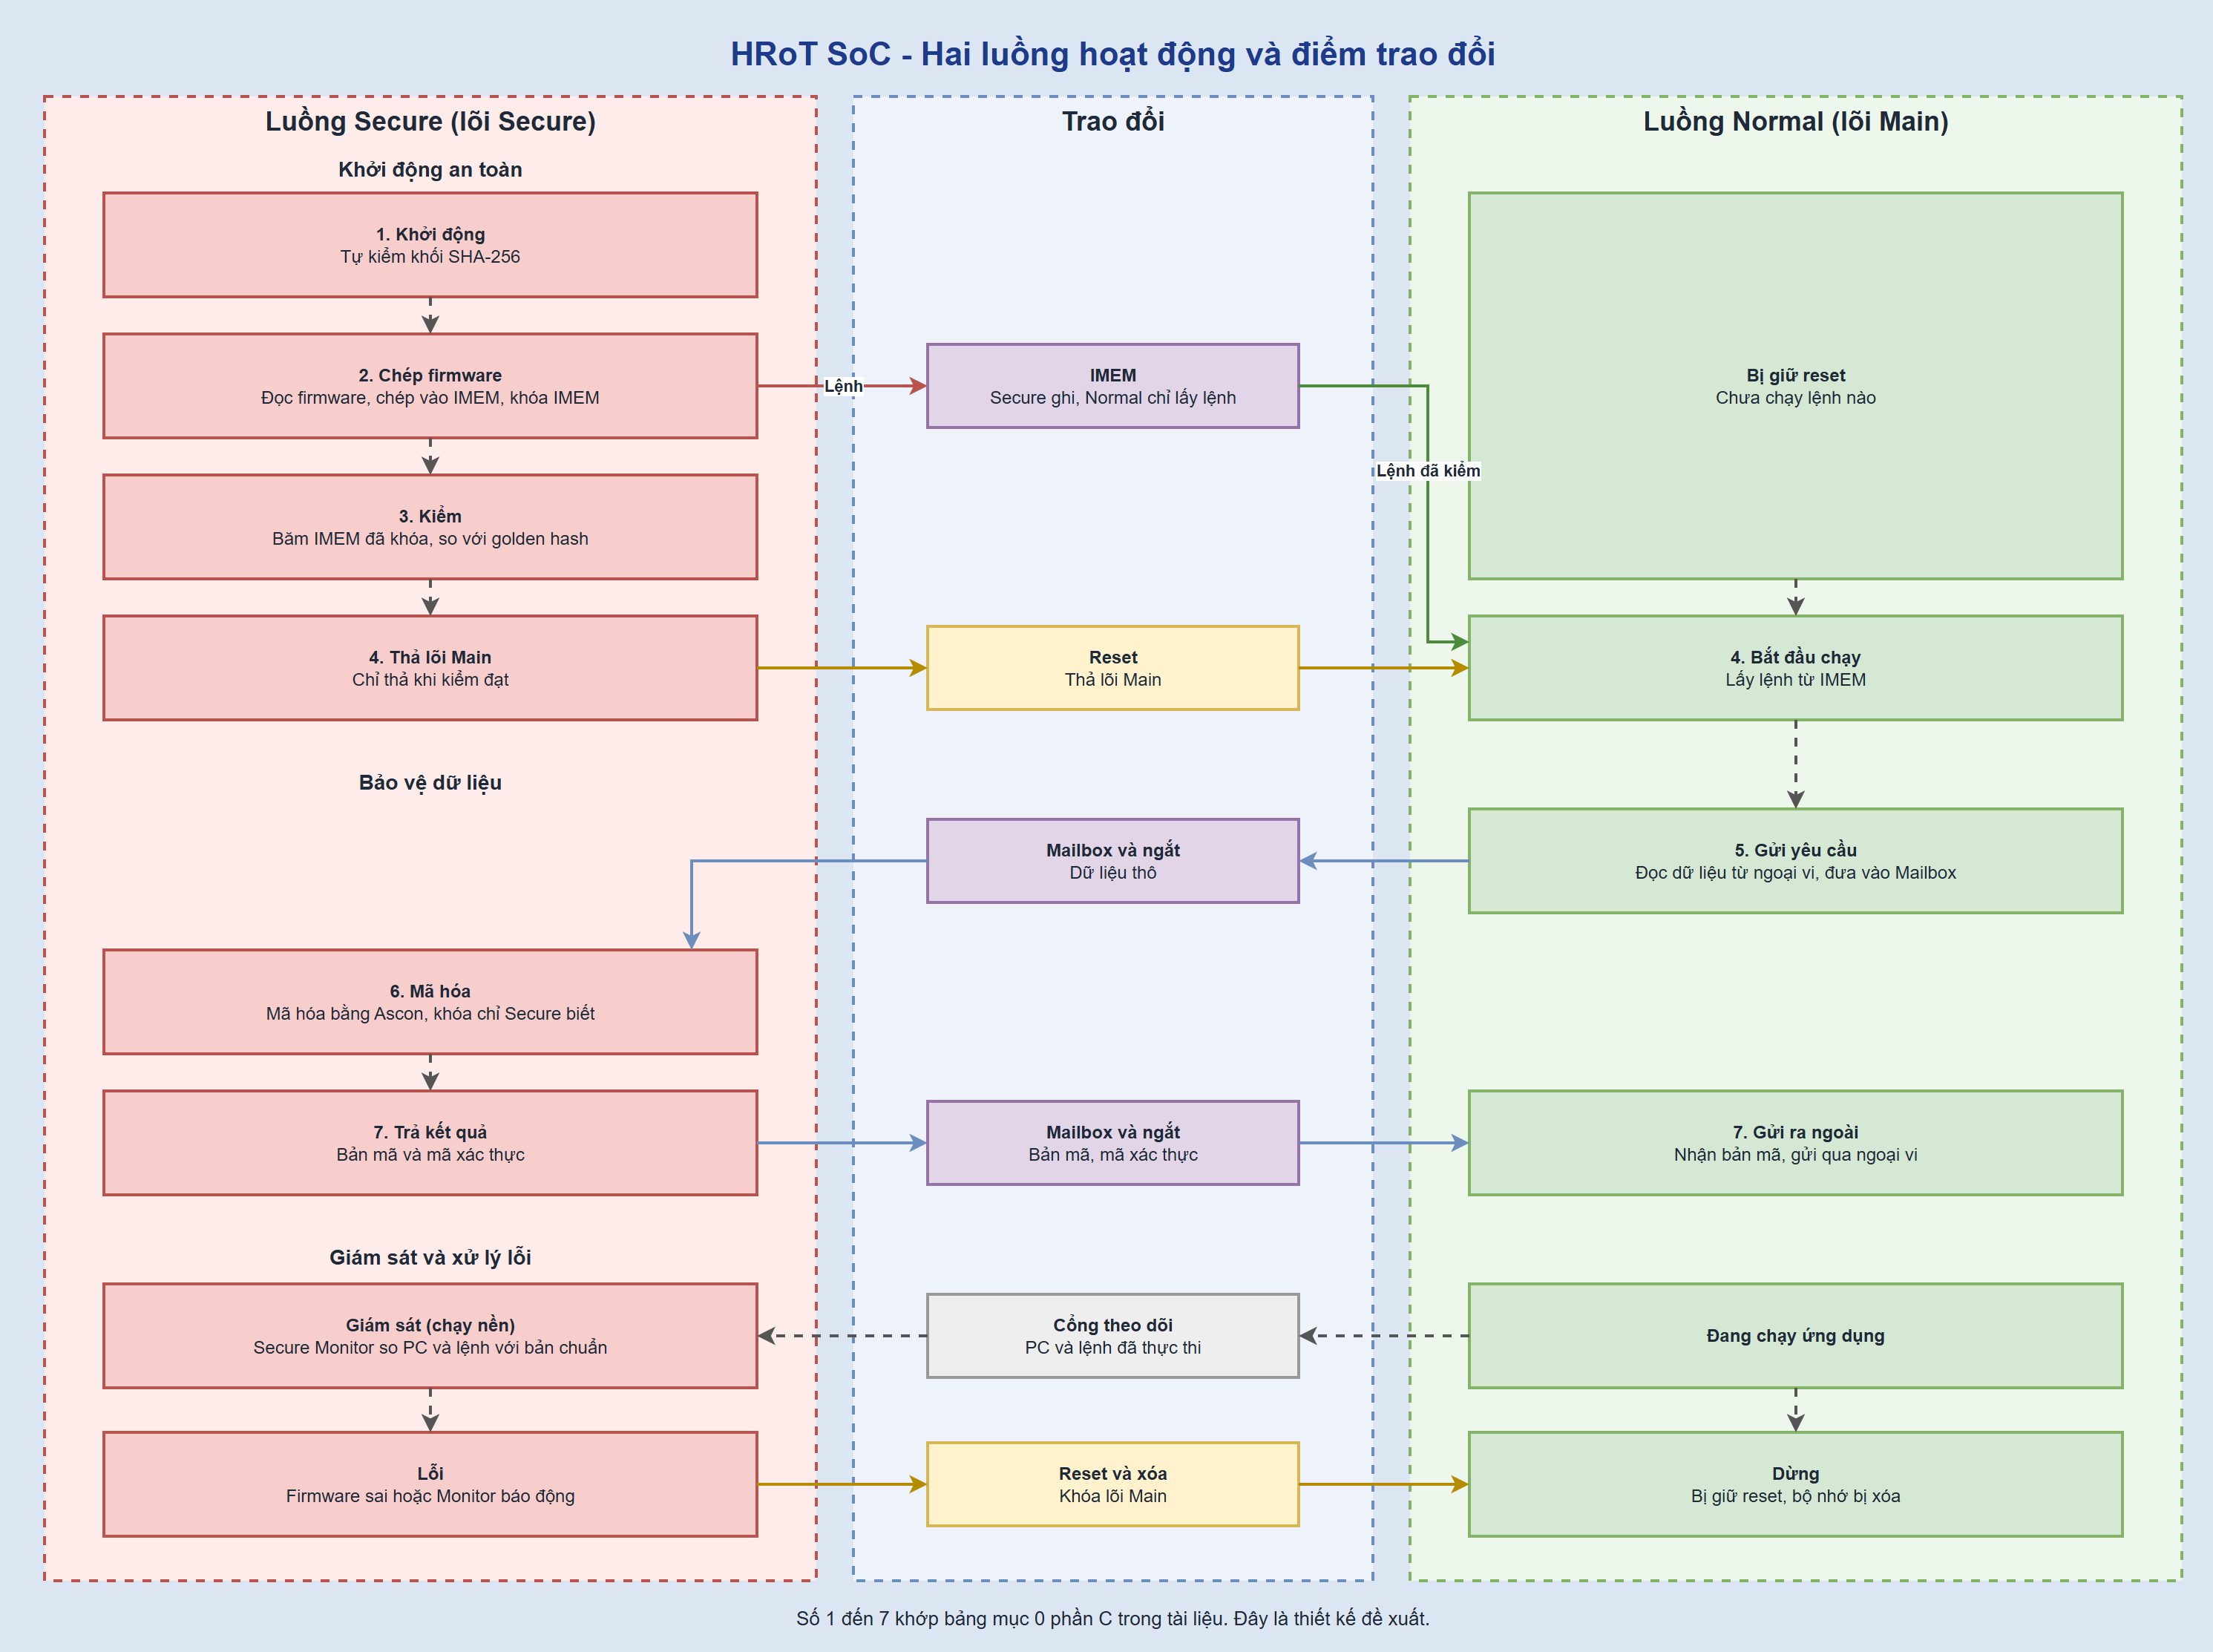 HRoT SoC - Hai luồng hoạt động và điểm trao đổi
Luồng Secure (lõi Secure)
Trao đổi
Luồng Normal (lõi Main)
Khởi động an toàn
1. Khởi động
Tự kiểm khối SHA-256
2. Chép firmware
Đọc firmware, chép vào IMEM, khóa IMEM
Lệnh
IMEM
Secure ghi, Normal chỉ lấy lệnh
Bị giữ reset
Chưa chạy lệnh nào
Lệnh đã kiểm
3. Kiểm
Băm IMEM đã khóa, so với golden hash
4. Thả lõi Main
Chỉ thả khi kiểm đạt
Reset
Thả lõi Main
4. Bắt đầu chạy
Lấy lệnh từ IMEM
Bảo vệ dữ liệu
Mailbox và ngắt
Dữ liệu thô
5. Gửi yêu cầu
Đọc dữ liệu từ ngoại vi, đưa vào Mailbox
6. Mã hóa
Mã hóa bằng Ascon, khóa chỉ Secure biết
7. Trả kết quả
Bản mã và mã xác thực
Mailbox và ngắt
Bản mã, mã xác thực
7. Gửi ra ngoài
Nhận bản mã, gửi qua ngoại vi
Giám sát và xử lý lỗi
Giám sát (chạy nền)
Secure Monitor so PC và lệnh với bản chuẩn
Cổng theo dõi
PC và lệnh đã thực thi
Đang chạy ứng dụng
Lỗi
Firmware sai hoặc Monitor báo động
Reset và xóa
Khóa lõi Main
Dừng
Bị giữ reset, bộ nhớ bị xóa
Số 1 đến 7 khớp bảng mục 0 phần C trong tài liệu. Đây là thiết kế đề xuất.